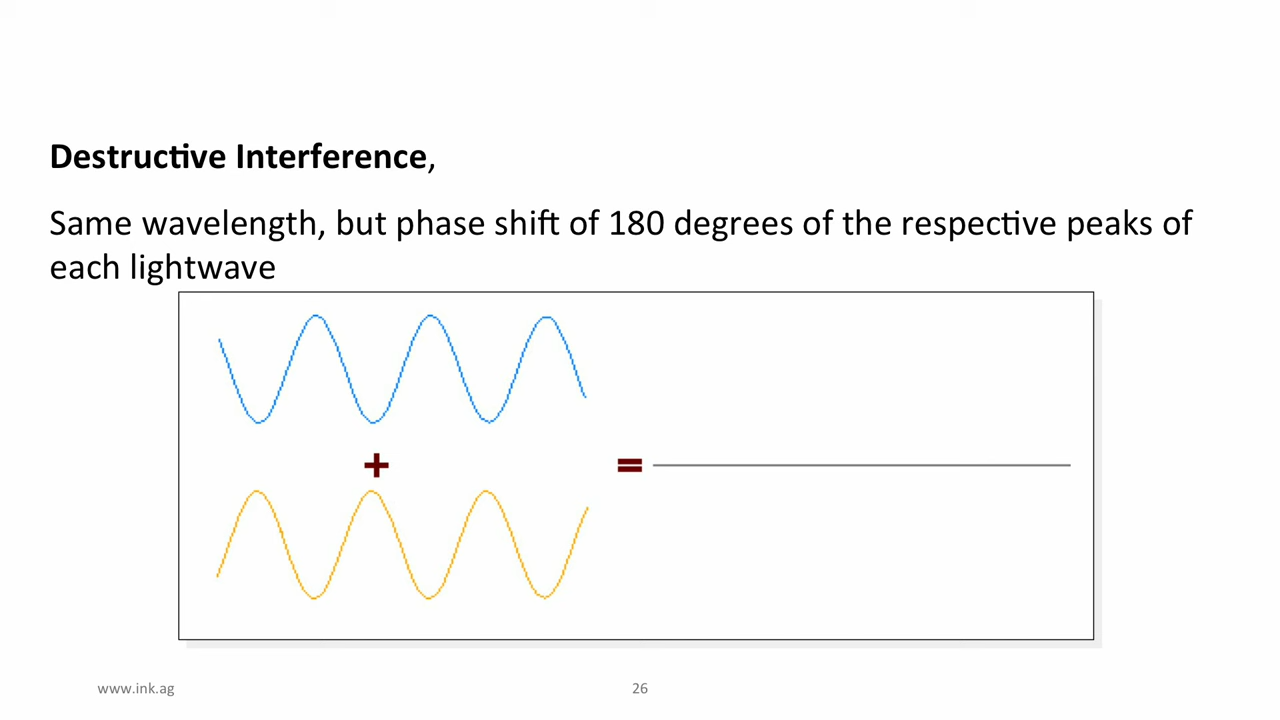 Destructive Interference,
Same wavelength, but phase shift of 180 degrees of the respective peaks of
each lightwave
+
=
www.ink.ag
26